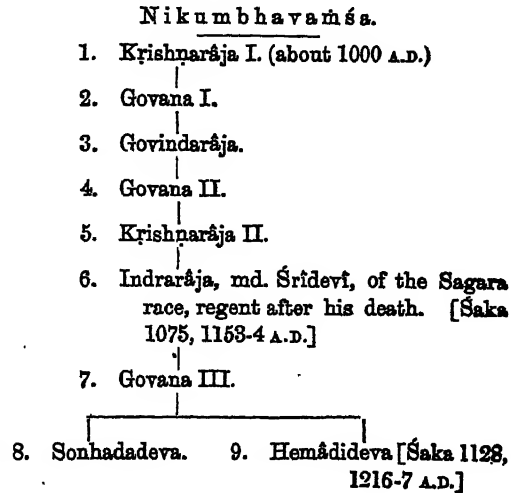 Nikumbhavaṁśa.
1. Kṛishṇarâja I. (about 1000 A.D.)
2. Govana I.
3. Govindarâja.
4. Govana II.
5. Kṛishṇarâja II.
6. Indrarâja, md. Śrîdevî, of the Sagara
race, regent after his death. [Śaka
1075, 1153-4 A.D.]
7. Govana III.
8. Sonhadadeva. 9. Hemâdideva [Śaka 1128,
1216-7 A.D.]